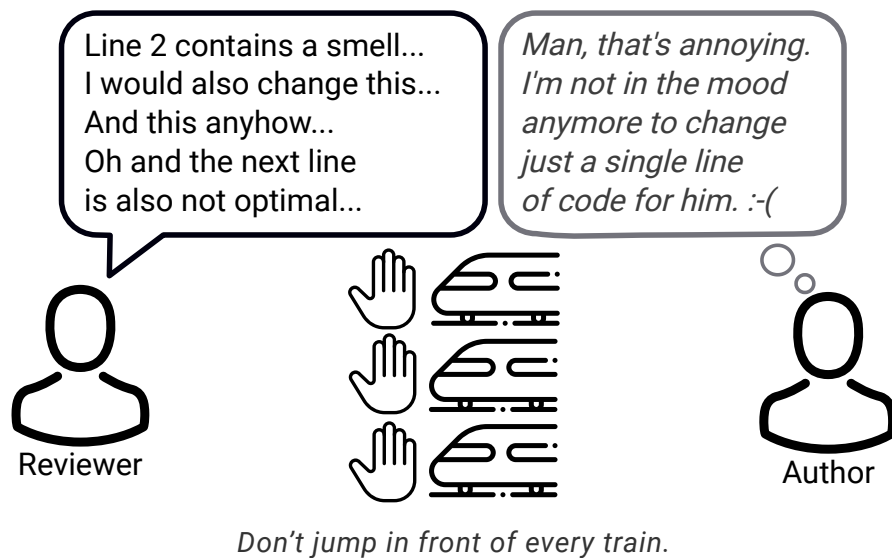 Line 2 contains a smell...
I would also change this...
And this anyhow...
Oh and the next line
is also not optimal...
Man, that's annoying.
I'm not in the mood
anymore to change
just a single line
of code for him. :-(
Reviewer
Author
Don’t jump in front of every train.